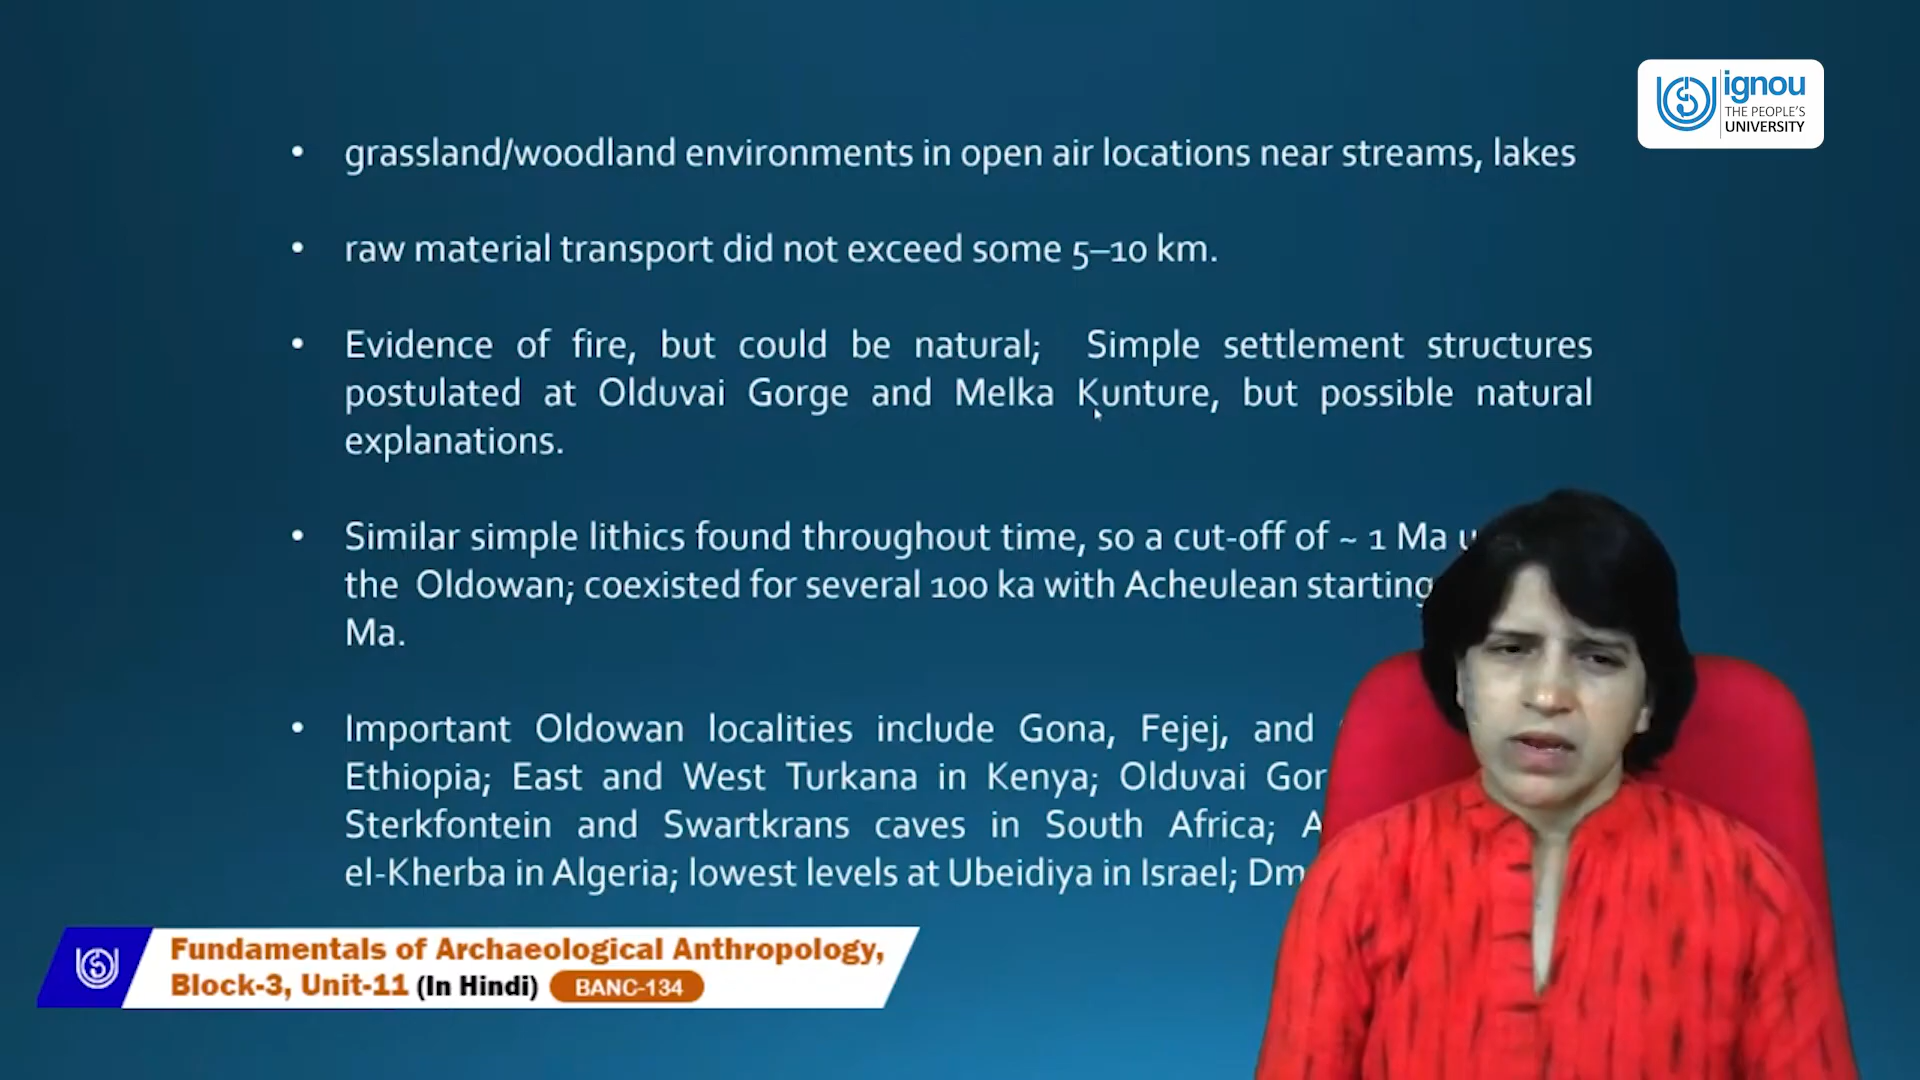 ignou
THE PEOPLE'S
UNIVERSITY
• grassland/woodland environments in open air locations near streams, lakes
• raw material transport did not exceed some 5–10 km.
• Evidence of fire, but could be natural; Simple settlement structures
postulated at Olduvai Gorge and Melka Kunture, but possible natural
explanations.
• Similar simple lithics found throughout time, so a cut-off of ~ 1 Ma
the Oldowan; coexisted for several 100 ka with Acheulean starting
Ma.
• Important Oldowan localities include Gona, Fejej, and
Ethiopia; East and West Turkana in Kenya; Olduvai
Sterkfontein and Swartkrans caves in South Africa;
el-Kherba in Algeria; lowest levels at Ubeidiya in Israel;
Fundamentals of Archaeological Anthropology,
Block-3, Unit-11 (In Hindi) BANC-134